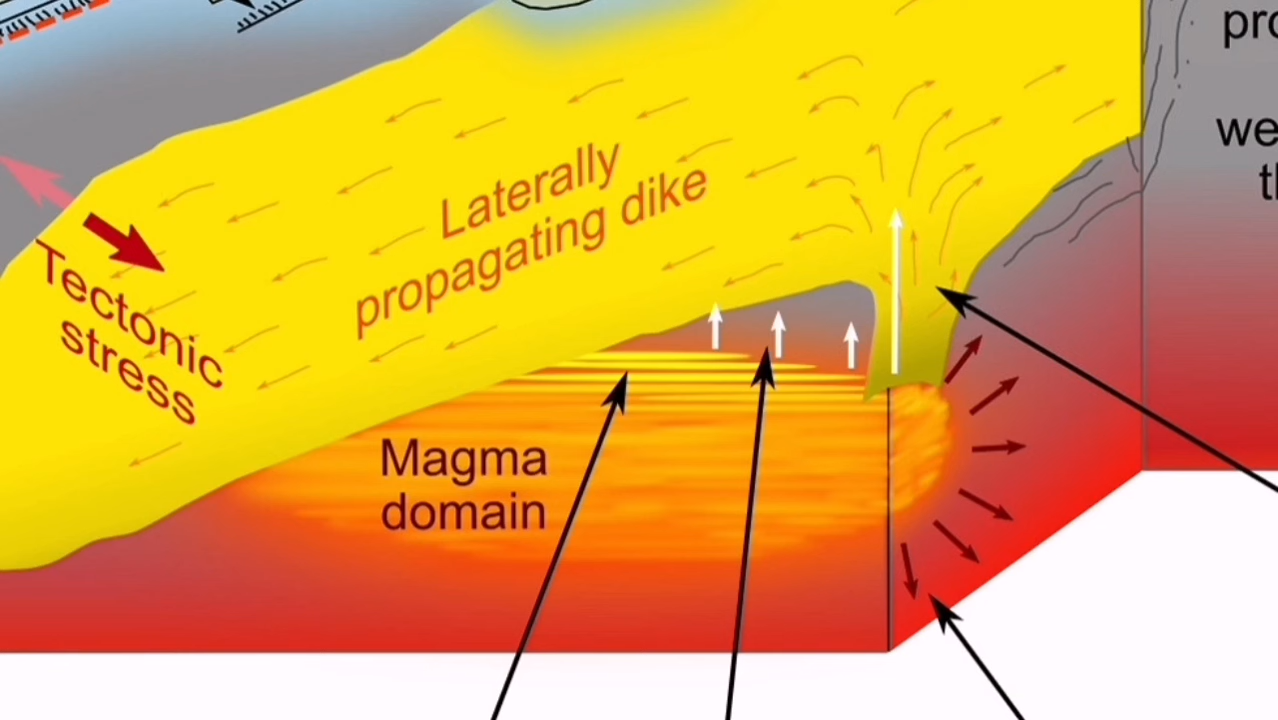 Laterally
propagating dike
Tectonic
stress
Magma
domain